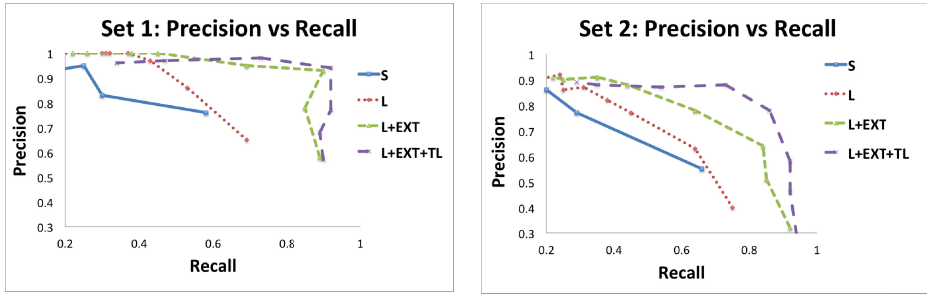 Set 1: Precision vs Recall
Precision
1
0.9
0.8
0.7
0.6
0.5
0.4
0.3
0.2
0.4
0.6
0.8
1
Recall
S
L
L+EXT
L+EXT+TL
Set 2: Precision vs Recall
Precision
1
0.9
0.8
0.7
0.6
0.5
0.4
0.3
0.2
0.4
0.6
0.8
1
Recall
S
L
L+EXT
L+EXT+TL